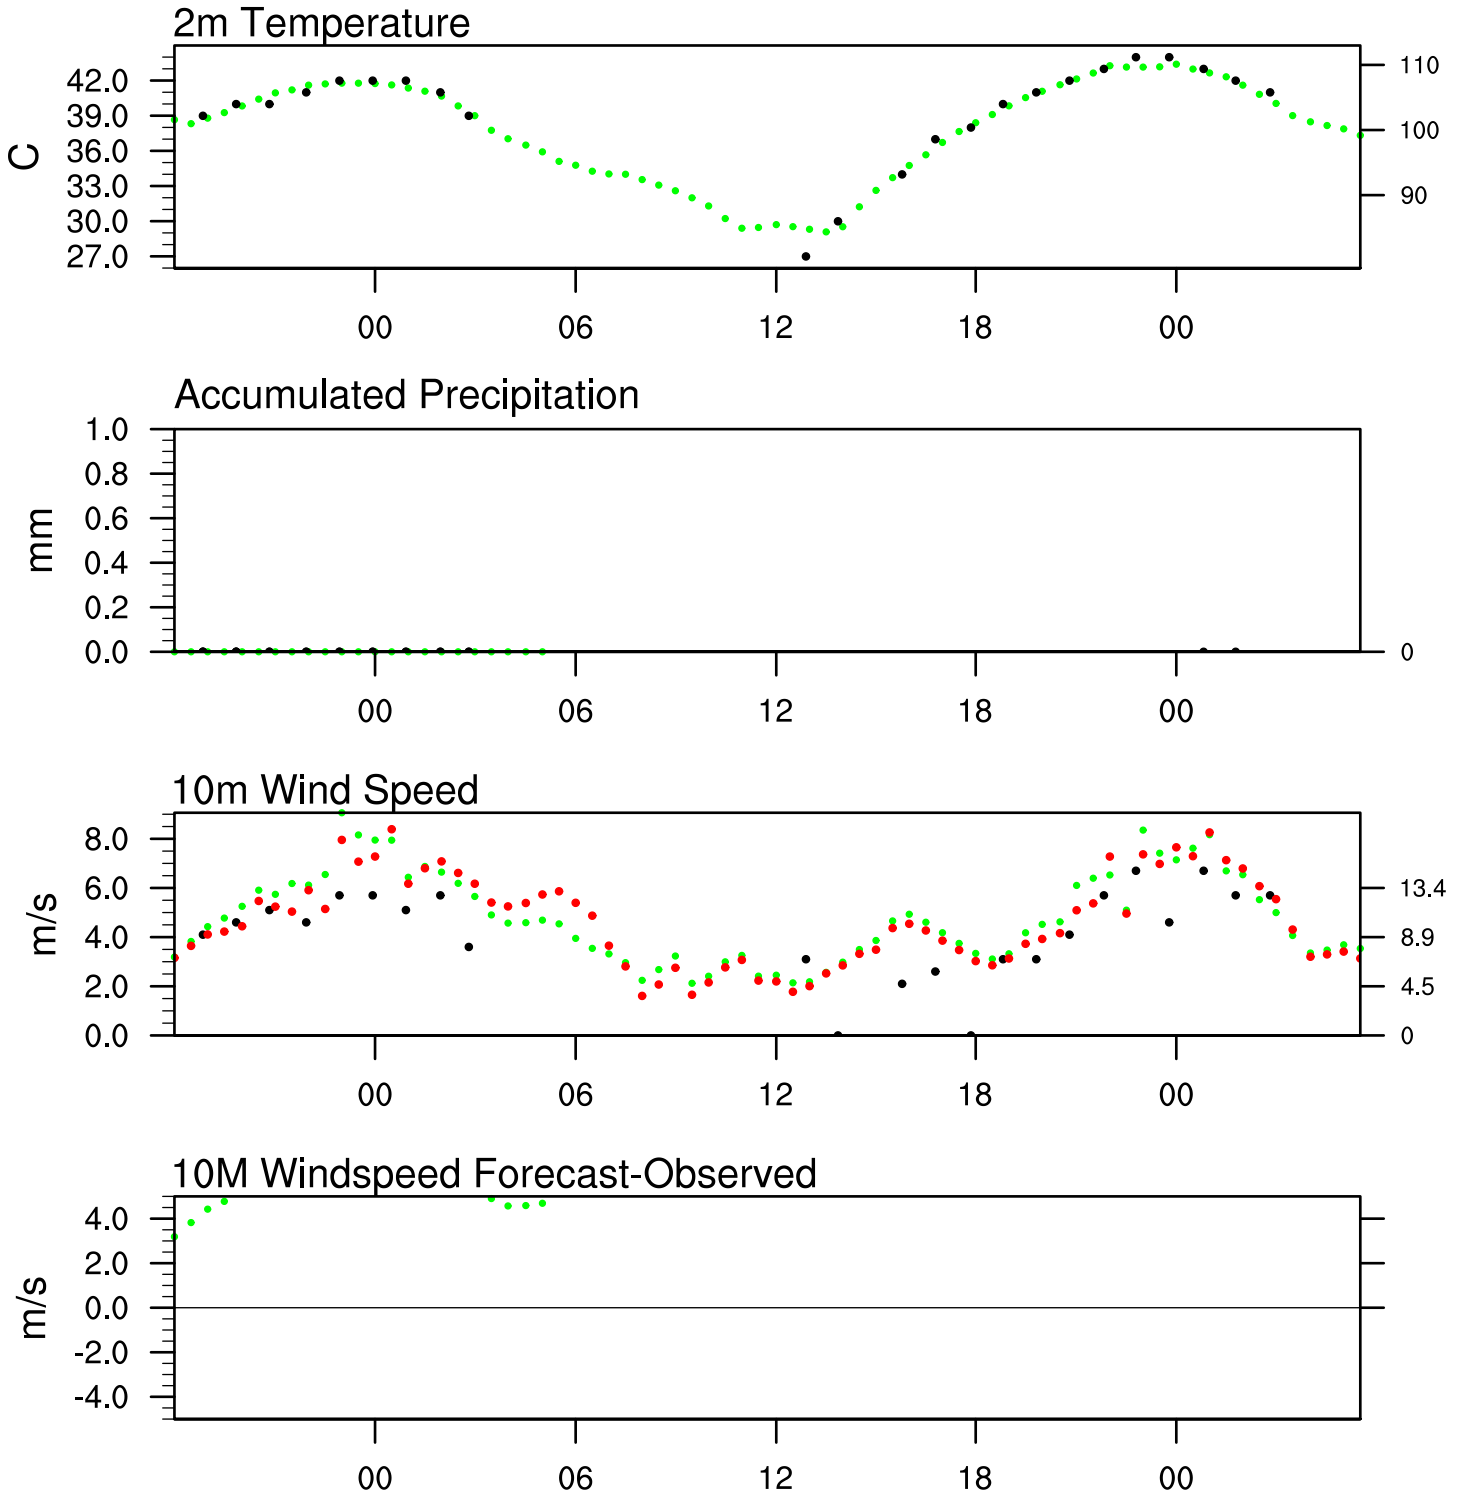 2m Temperature
42.0
39.0
36.0
33.0
30.0
27.0
C
110
100
90
00 06 12 18 00
Accumulated Precipitation
1.0
0.8
0.6
0.4
0.2
0.0
mm
0
00 06 12 18 00
10m Wind Speed
8.0
6.0
4.0
2.0
0.0
m/s
13.4
8.9
4.5
0
00 06 12 18 00
10M Windspeed Forecast-Observed
4.0
2.0
0.0
-2.0
-4.0
m/s
00 06 12 18 00